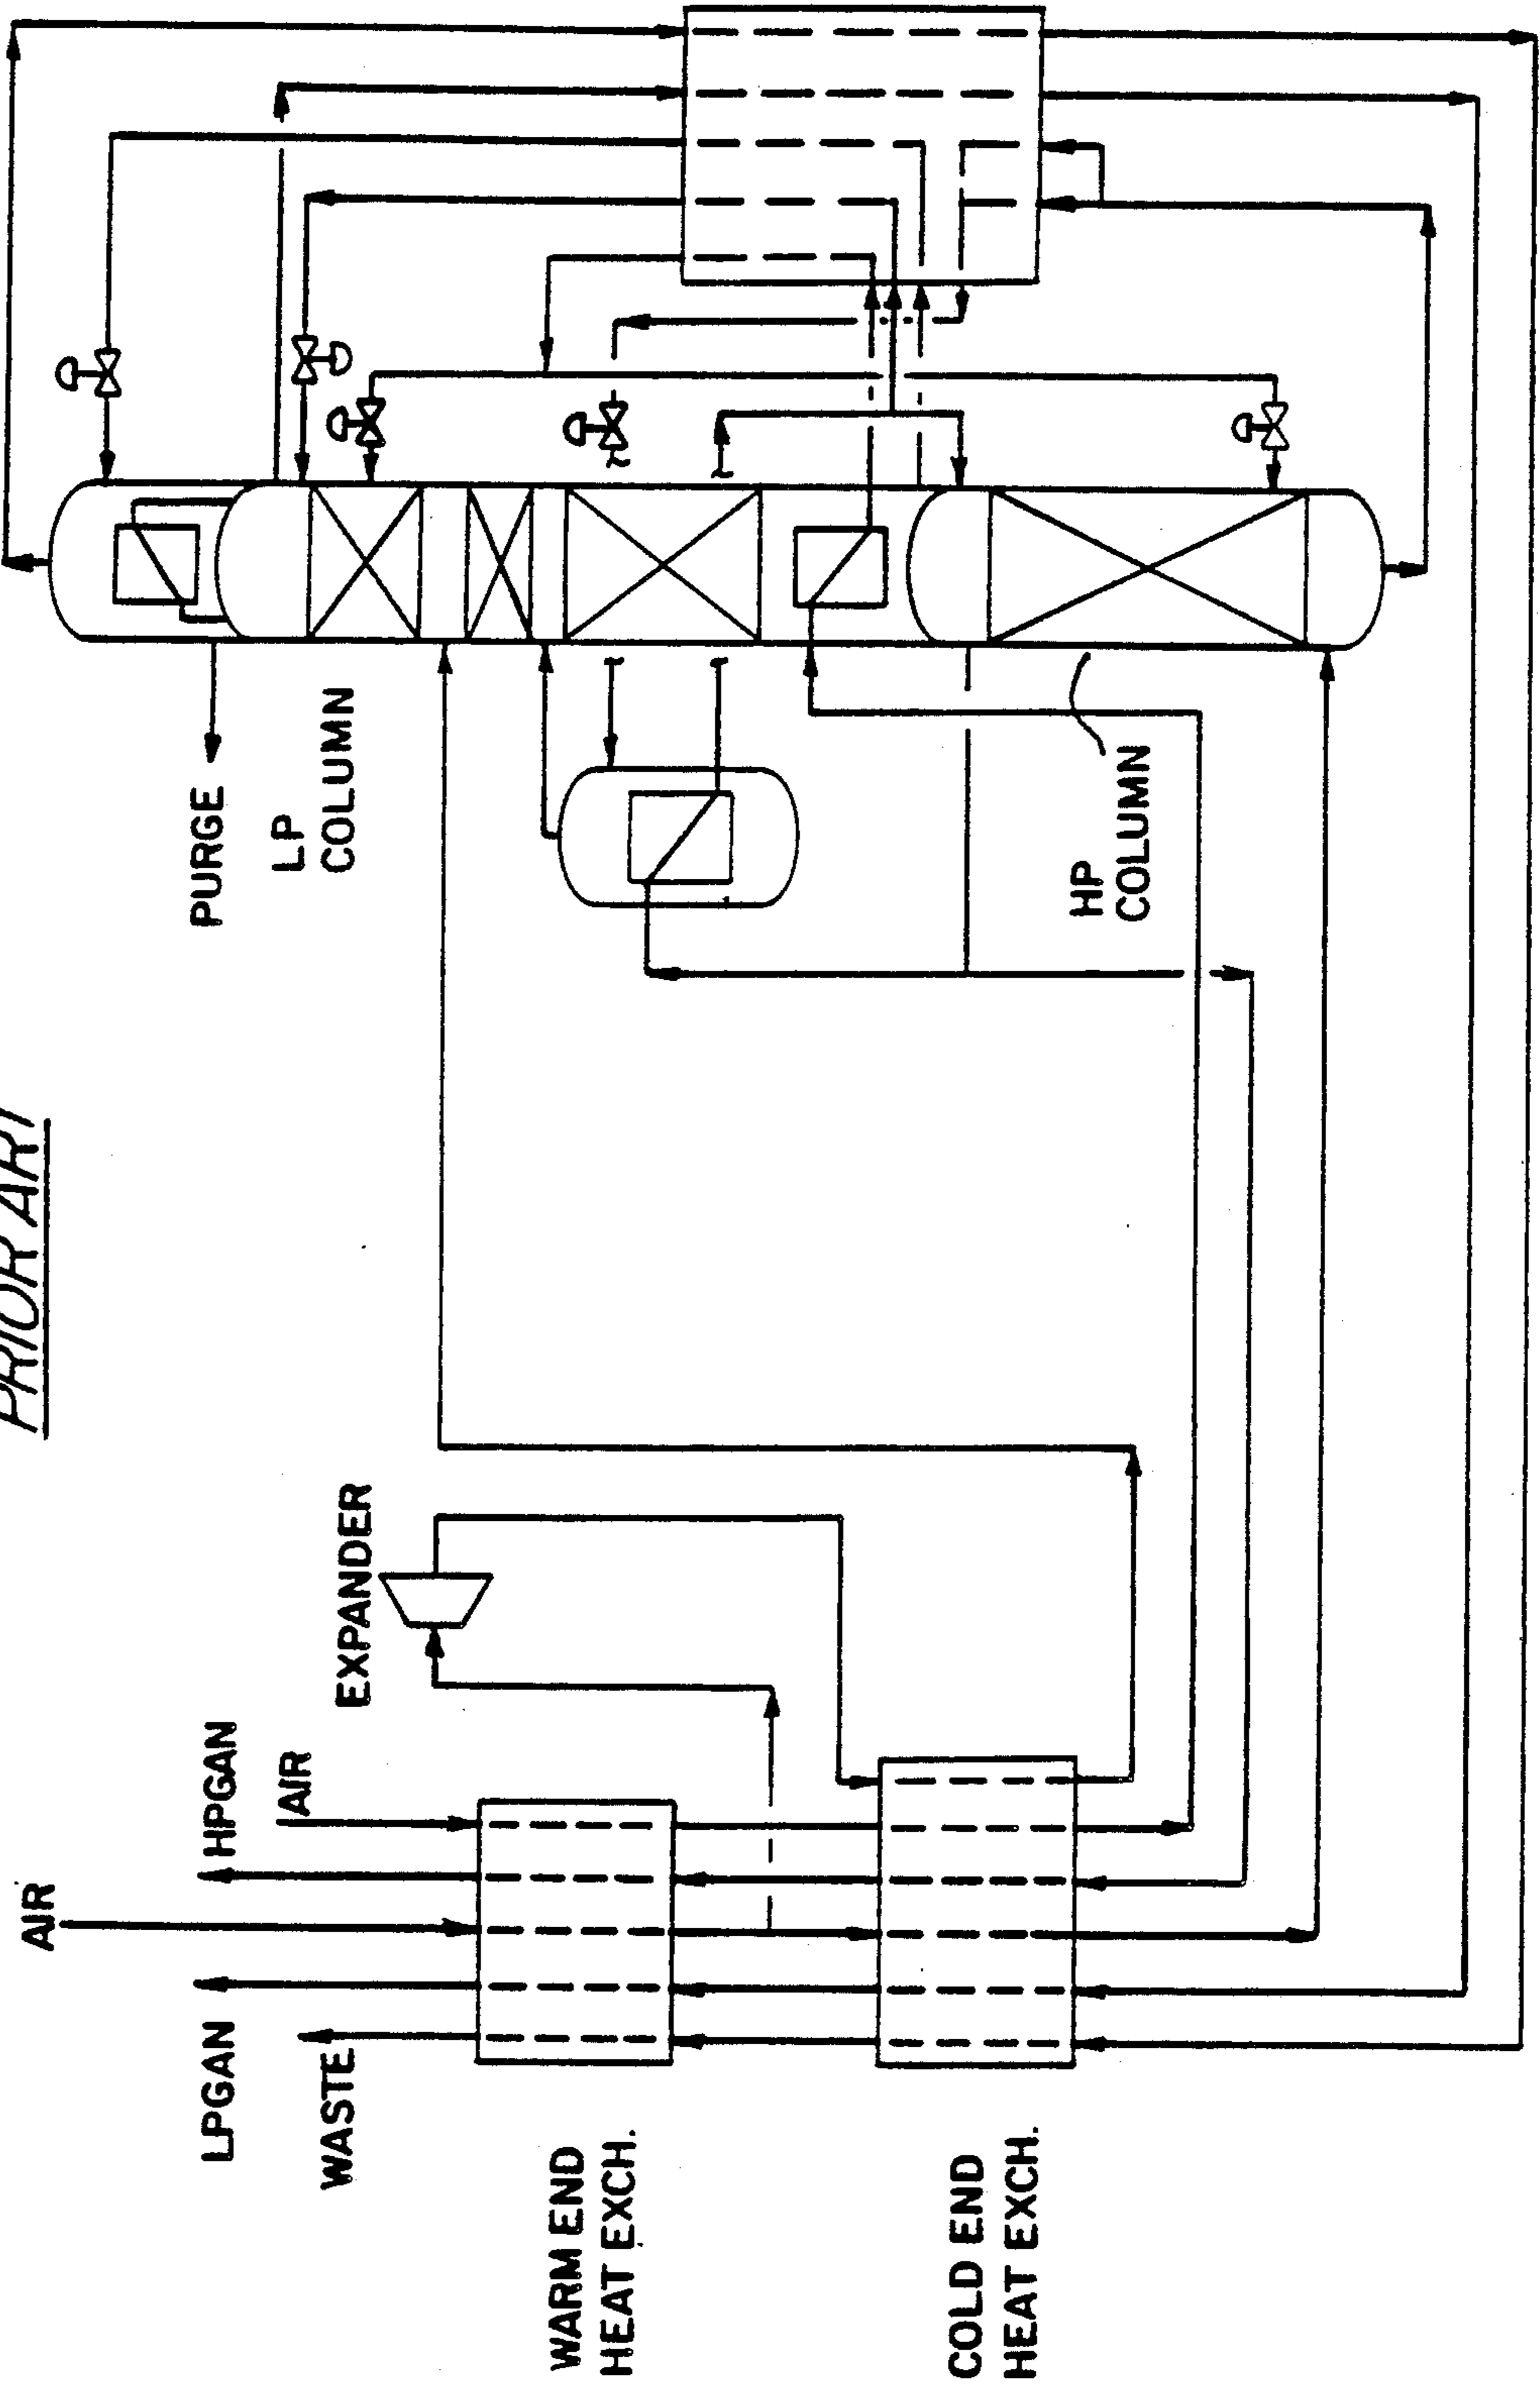 PRIOR ART
AIR
LPGAN
HPGAN
WASTE
AIR
EXPANDER
WARM END
HEAT EXCH.
COLD END
HEAT EXCH.
PURGE
LP
COLUMN
HP
COLUMN